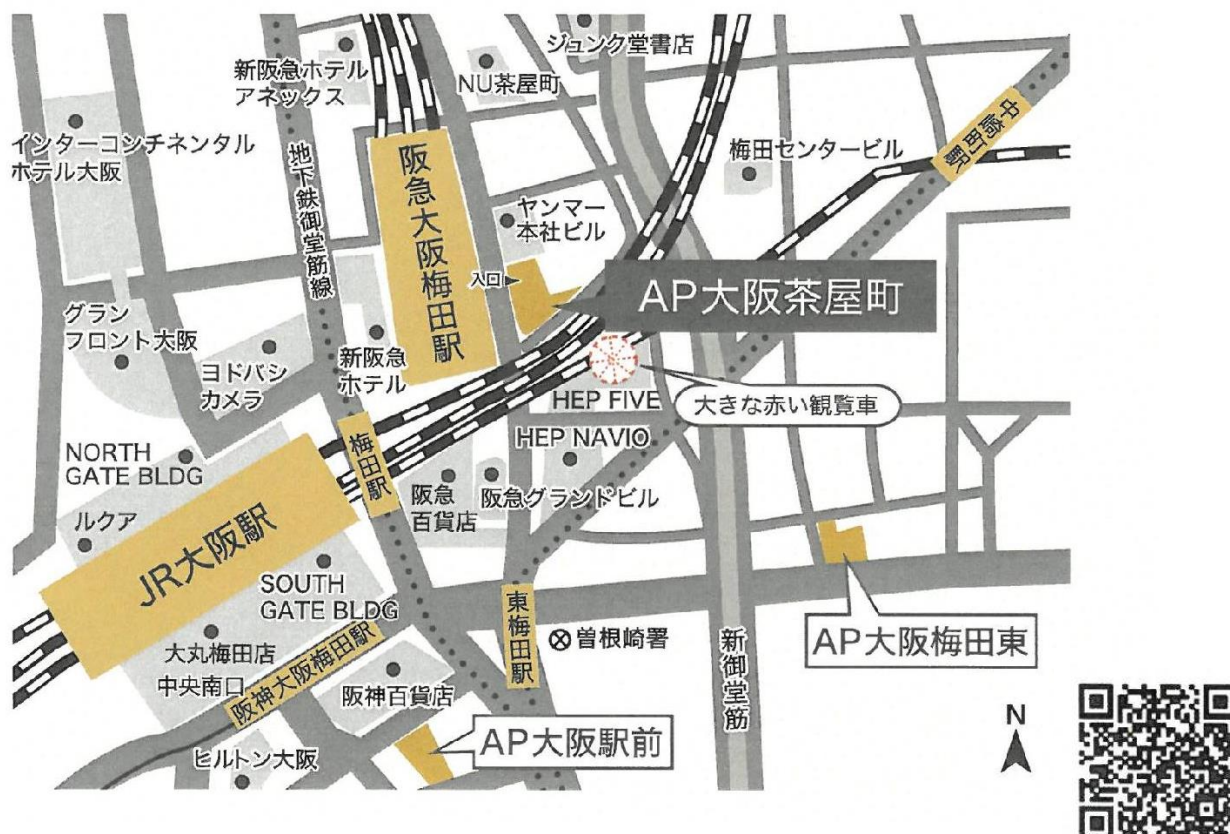 ジュンク堂書店
新阪急ホテル
アネックス
NU茶屋町
中崎町駅
インターコンチネンタル
ホテル大阪
地下鉄御堂筋線
阪急大阪梅田駅
梅田センタービル
ヤンマー
本社ビル
入口
AP大阪茶屋町
グラン
フロント大阪
ヨドバシ
カメラ
新阪急
ホテル
HEP FIVE
大きな赤い観覧車
NORTH
GATE BLDG
梅田駅
HEP NAVIO
阪急
百貨店
阪急グランドビル
ルクア
JR大阪駅
SOUTH
GATE BLDG
東梅田駅
曽根崎署
新御堂筋
AP大阪梅田東
大丸梅田店
中央南口
阪神大阪梅田駅
阪神百貨店
AP大阪駅前
ヒルトン大阪
N